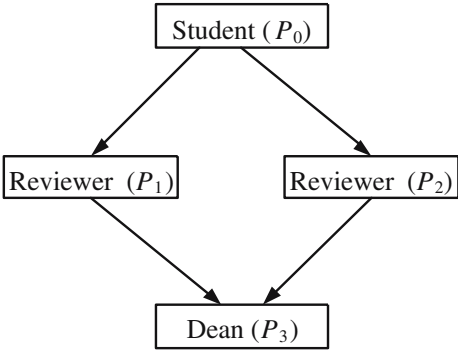 Student (P0)
Reviewer (P1)
Reviewer (P2)
Dean (P3)